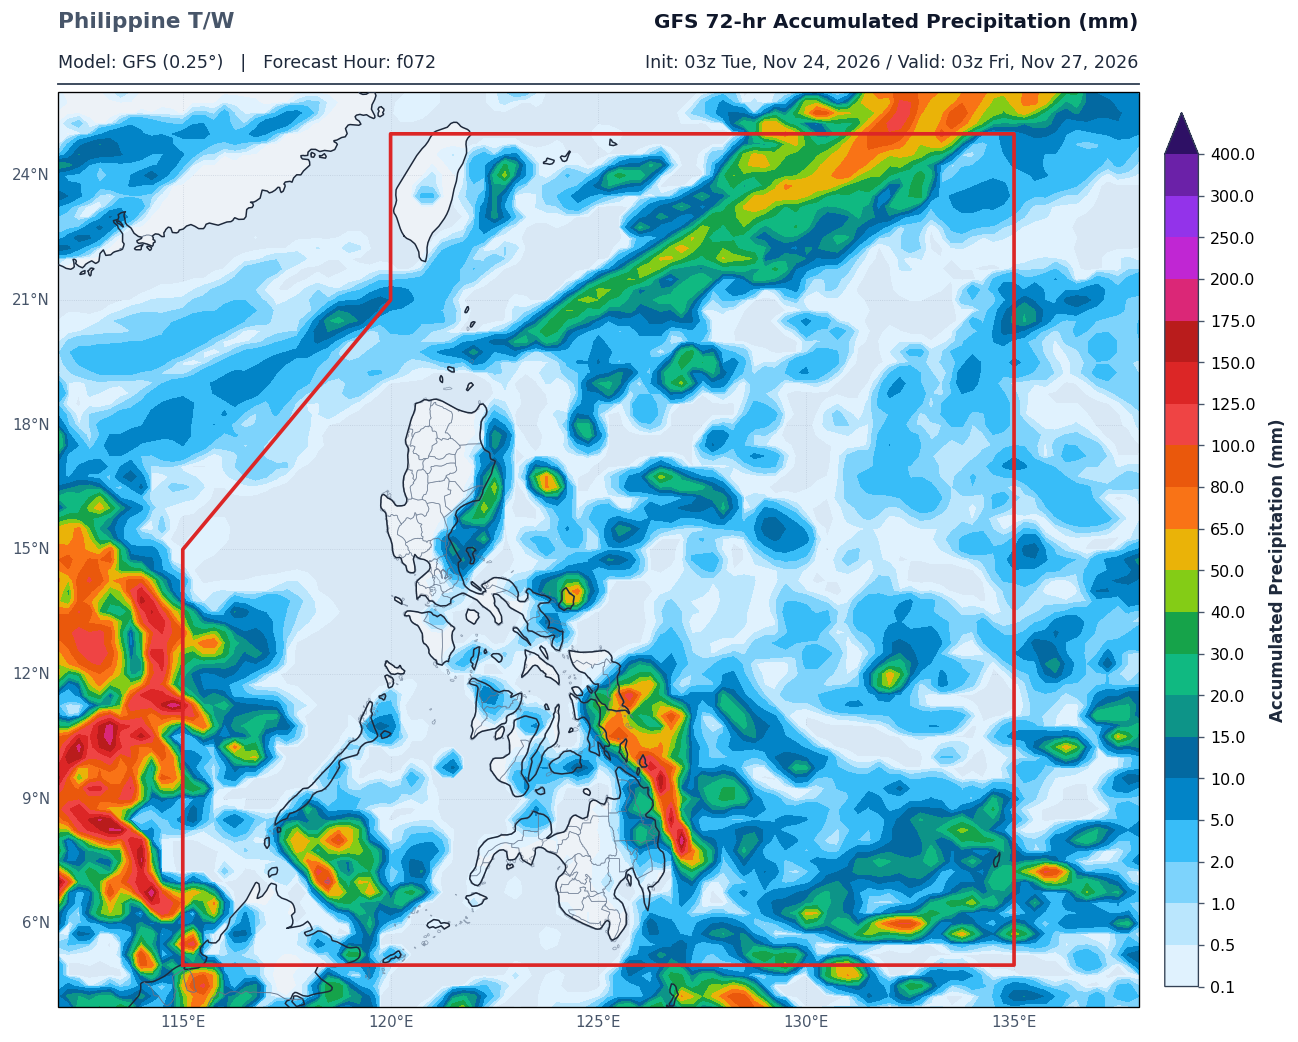 Philippine T/W
GFS 72-hr Accumulated Precipitation (mm)
Model: GFS (0.25°) | Forecast Hour: f072
Init: 03z Tue, Nov 24, 2026 / Valid: 03z Fri, Nov 27, 2026
24°N
21°N
18°N
15°N
12°N
9°N
6°N
115°E
120°E
125°E
130°E
135°E
400.0
300.0
250.0
200.0
175.0
150.0
125.0
100.0
80.0
65.0
50.0
40.0
30.0
20.0
15.0
10.0
5.0
2.0
1.0
0.5
0.1
Accumulated Precipitation (mm)